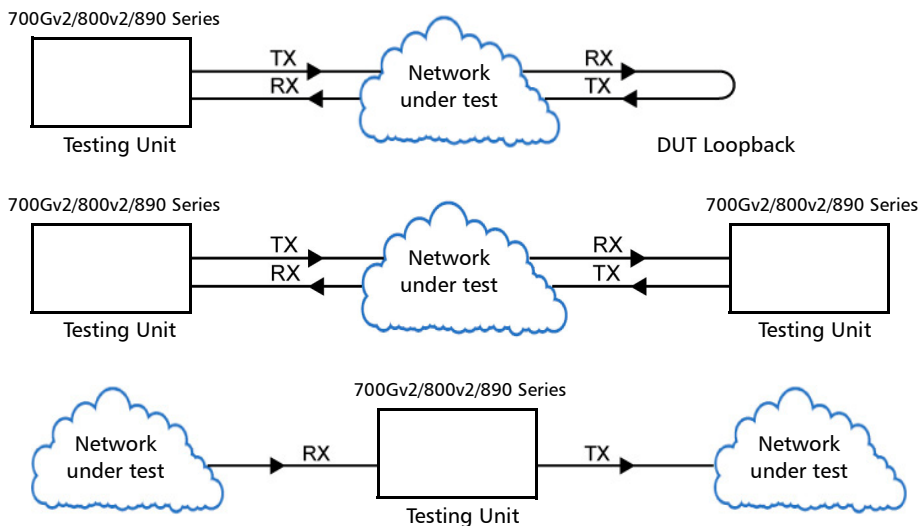 700Gv2/800v2/890 Series
TX
RX
Network
under test
RX
TX
Testing Unit
DUT Loopback
700Gv2/800v2/890 Series
700Gv2/800v2/890 Series
TX
RX
Network
under test
RX
TX
Testing Unit
Testing Unit
700Gv2/800v2/890 Series
Network
under test
RX
TX
Network
under test
Testing Unit